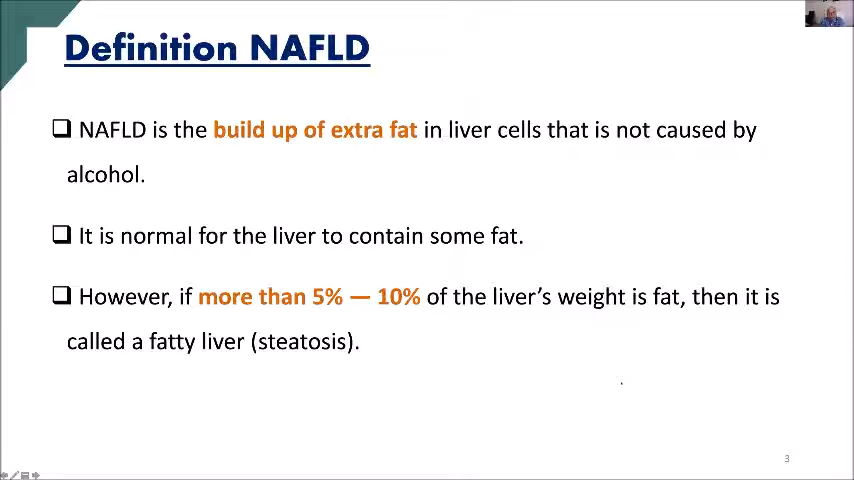 Definition NAFLD
❑ NAFLD is the build up of extra fat in liver cells that is not caused by
alcohol.
❑ It is normal for the liver to contain some fat.
❑ However, if more than 5% — 10% of the liver’s weight is fat, then it is
called a fatty liver (steatosis).
3